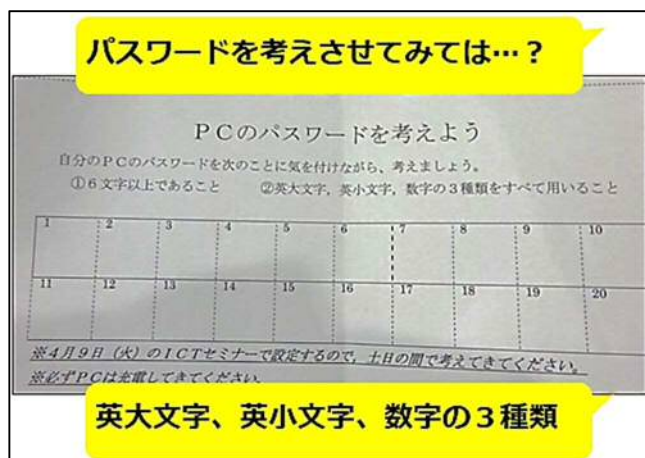 パスワードを考えさせてみては…？
ＰＣのパスワードを考えよう
自分のＰＣのパスワードを次のことに気を付けながら、考えましょう。
①６文字以上であること　②英大文字，英小文字，数字の３種類をすべて用いること
1 2 3 4 5 6 7 8 9 10
11 12 13 14 15 16 17 18 19 20
※４月９日（火）のＩＣＴセミナーで設定するので，土日の間で考えてきてください。
※必ずＰＣは充電してきてください。
英大文字、英小文字、数字の３種類